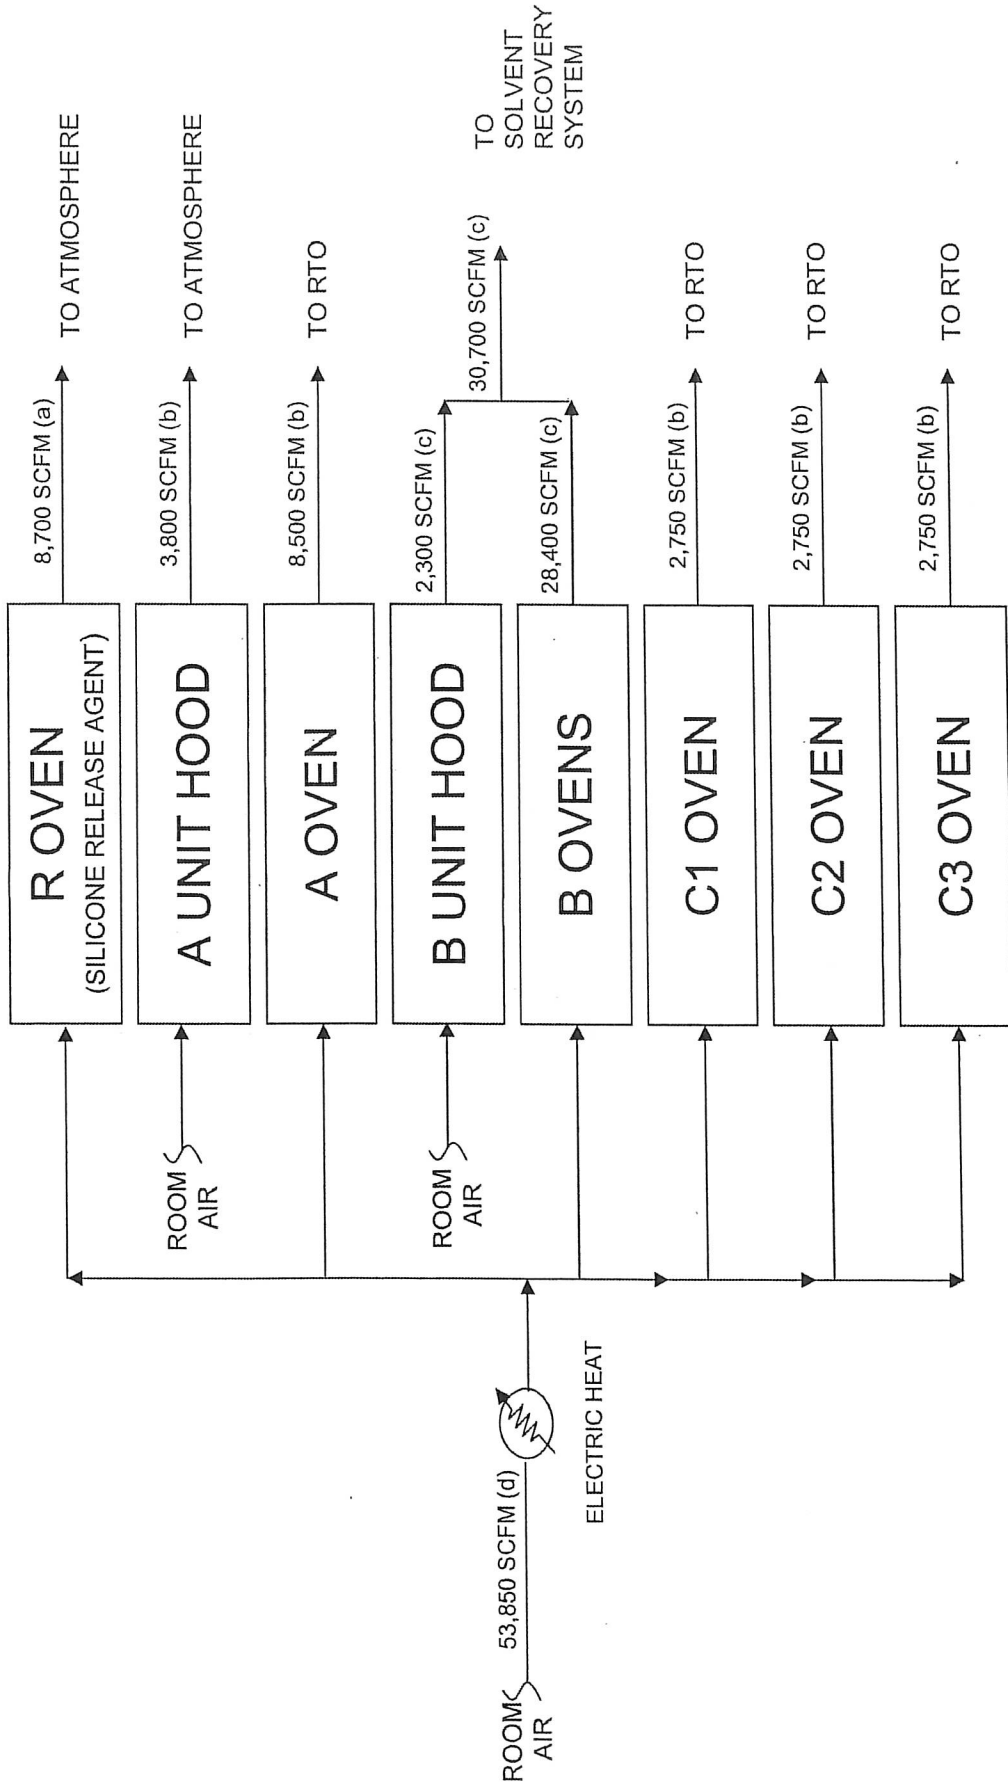 ROOM
AIR
53,850 SCFM (d)
ELECTRIC HEAT
R OVEN
(SILICONE RELEASE AGENT)
8,700 SCFM (a)
TO ATMOSPHERE
ROOM
AIR
A UNIT HOOD
3,800 SCFM (b)
TO ATMOSPHERE
A OVEN
8,500 SCFM (b)
TO RTO
ROOM
AIR
B UNIT HOOD
2,300 SCFM (c)
B OVENS
28,400 SCFM (c)
30,700 SCFM (c)
TO
SOLVENT
RECOVERY
SYSTEM
C1 OVEN
2,750 SCFM (b)
TO RTO
C2 OVEN
2,750 SCFM (b)
TO RTO
C3 OVEN
2,750 SCFM (b)
TO RTO